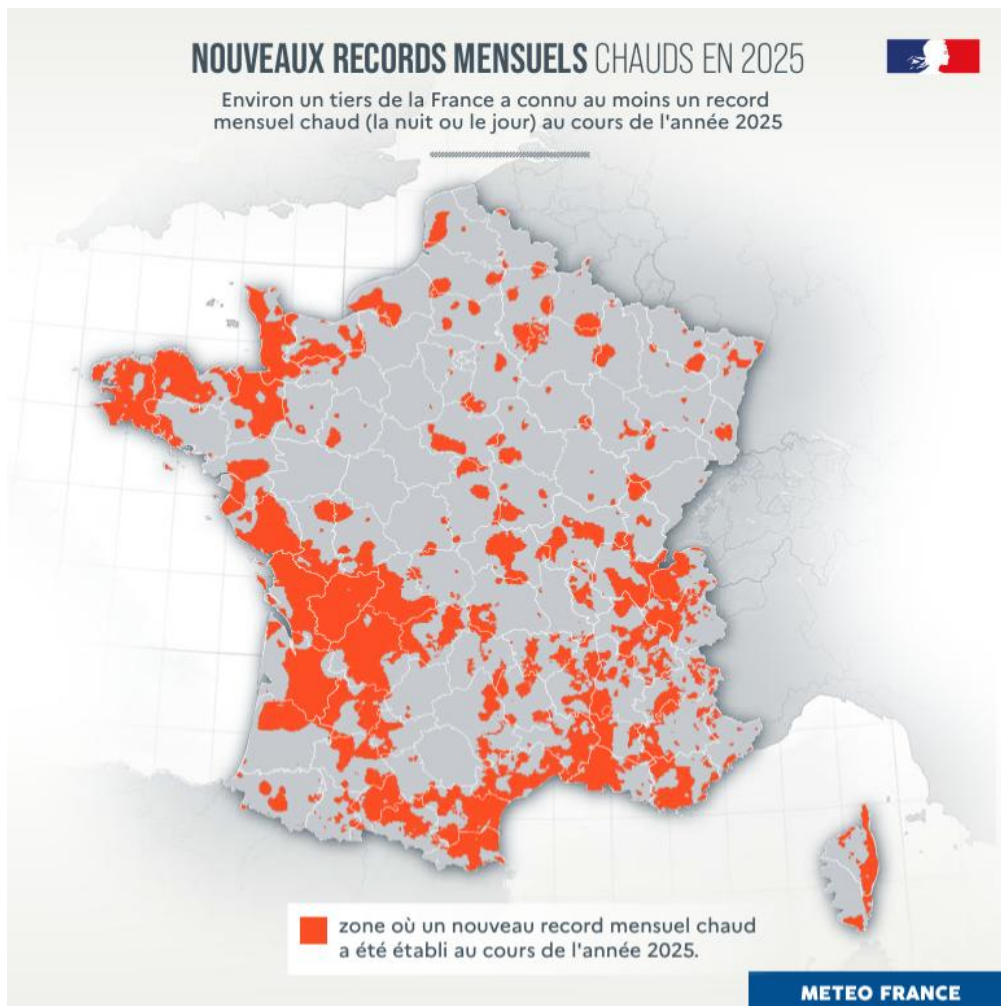 NOUVEAUX RECORDS MENSUELS CHAUDS EN 2025
Environ un tiers de la France a connu au moins un record
mensuel chaud (la nuit ou le jour) au cours de l'année 2025
zone où un nouveau record mensuel chaud
a été établi au cours de l'année 2025.
METEO FRANCE